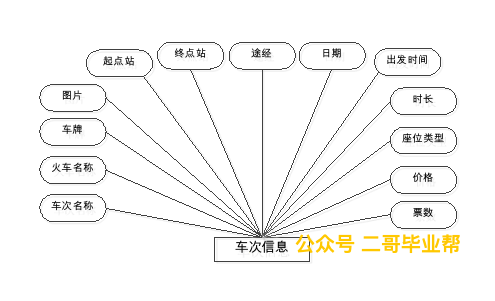 起点站
终点站
途经
日期
出发时间
图片
时长
车牌
座位类型
火车名称
价格
车次名称
票数
车次信息
公众号 二哥毕业帮